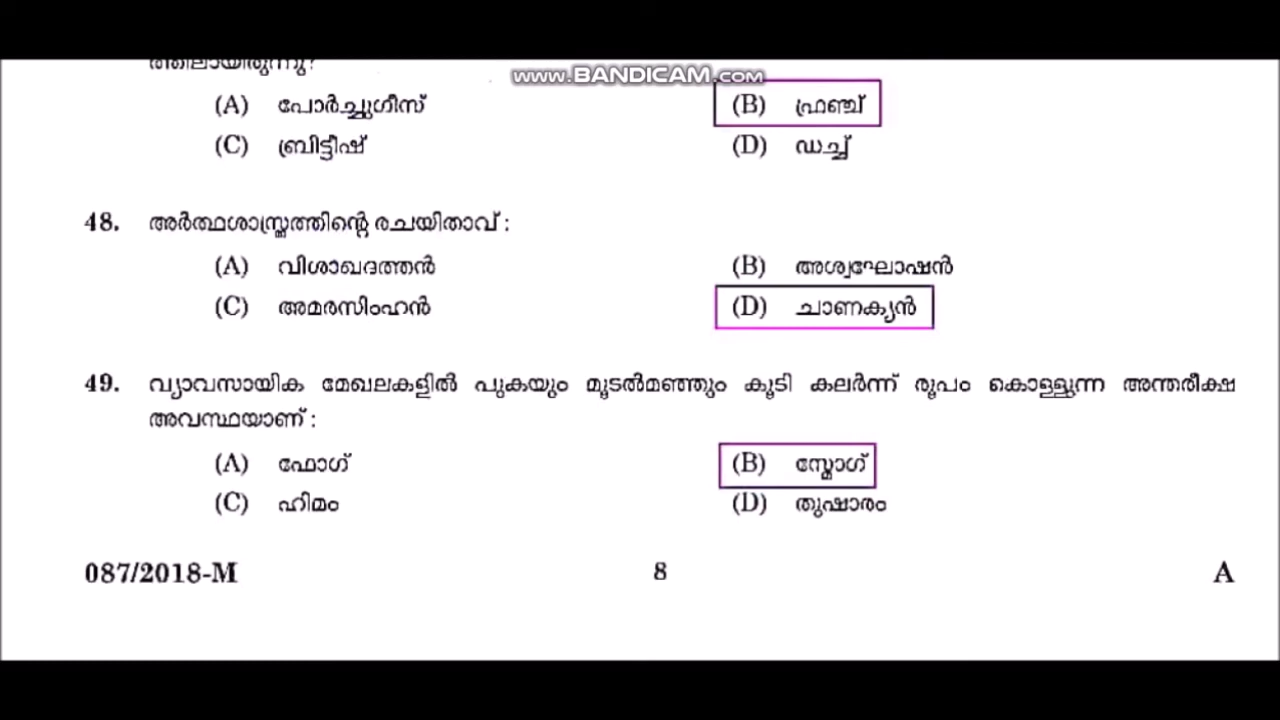 ത്തിലായിരുന്നു?
www.BANDICAM.com
(A) പോർച്ചുഗീസ് (B) ഫ്രഞ്ച്
(C) ബ്രിട്ടീഷ് (D) ഡച്ച്
48. അർത്ഥശാസ്ത്രത്തിന്റെ രചയിതാവ് :
(A) വിശാഖദത്തൻ (B) അശ്വഘോഷൻ
(C) അമരസിംഹൻ (D) ചാണക്യൻ
49. വ്യാവസായിക മേഖലകളിൽ പുകയും മൂടൽമഞ്ഞും കൂടി കലർന്ന് രൂപം കൊള്ളുന്ന അന്തരീക്ഷ
അവസ്ഥയാണ് :
(A) ഫോഗ് (B) സ്മോഗ്
(C) ഹിമം (D) തുഷാരം
087/2018-M 8 A